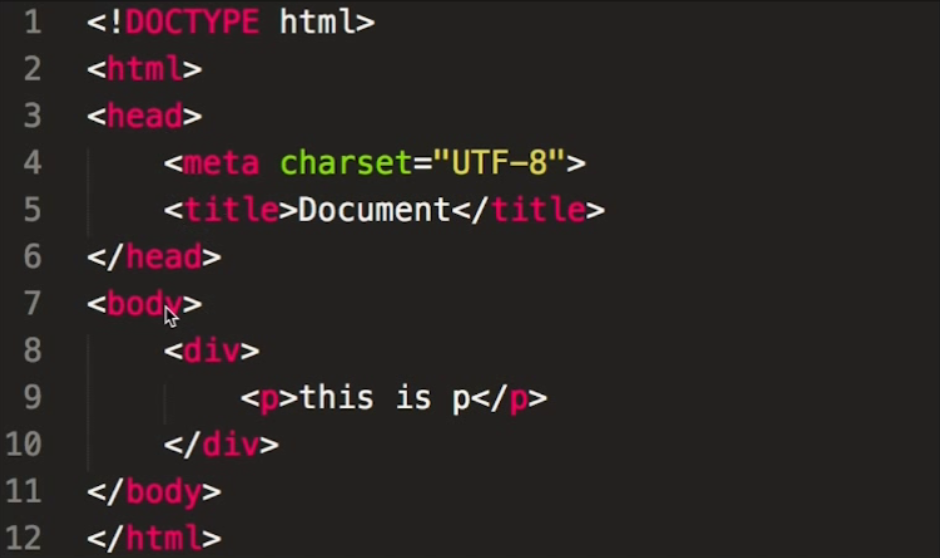 1 <!DOCTYPE html>
2 <html>
3 <head>
4     <meta charset="UTF-8">
5     <title>Document</title>
6 </head>
7 <body>
8     <div>
9         <p>this is p</p>
10     </div>
11 </body>
12 </html>